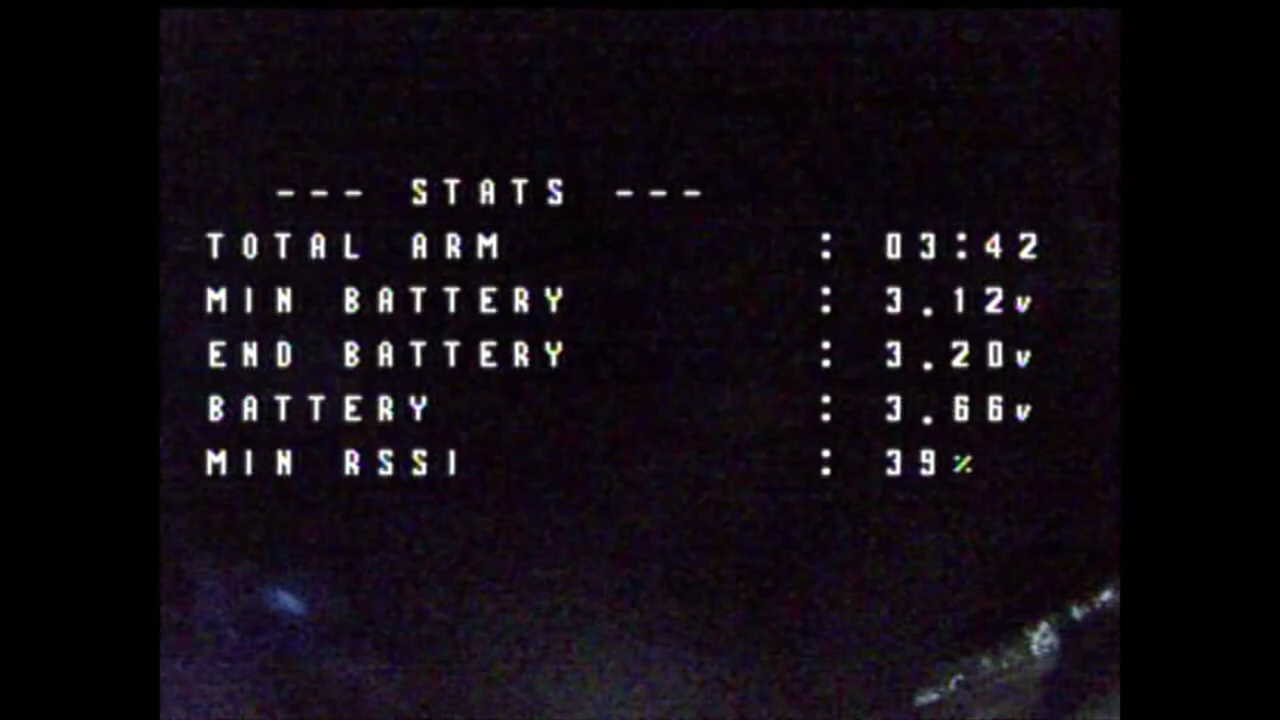 --- STATS ---
TOTAL ARM : 03:42
MIN BATTERY : 3.12v
END BATTERY : 3.20v
BATTERY : 3.66v
MIN RSSI : 39%